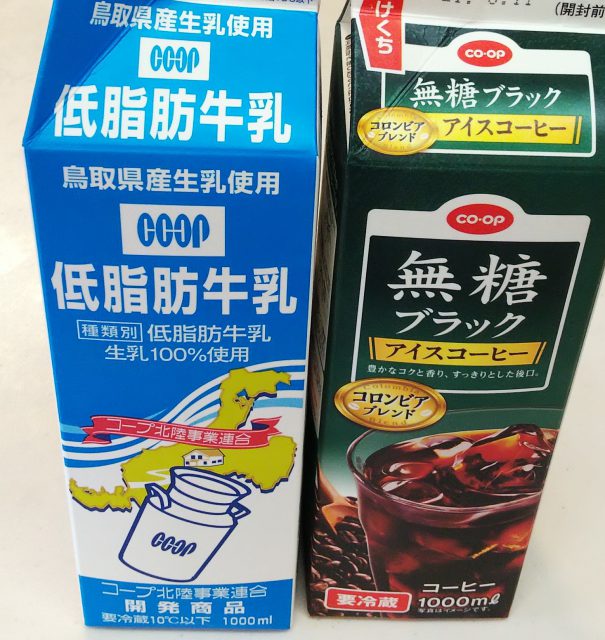 鳥取県産生乳使用
COOP
低脂肪牛乳
鳥取県産生乳使用
COOP
低脂肪牛乳
種類別 低脂肪牛乳
生乳100%使用
コープ北陸事業連合
COOP
コープ北陸事業連合
開発商品
要冷蔵10℃以下 1000ml
けくち
(開封前
CO・OP
無糖ブラック
コロンビア
ブレンド
アイスコーヒー
CO・OP
無糖
ブラック
アイスコーヒー
豊かなコクと香り、すっきりとした後口。
Columbia
コロンビア
ブレンド
blend
コーヒー
要冷蔵
1000ml
写真はイメージです。